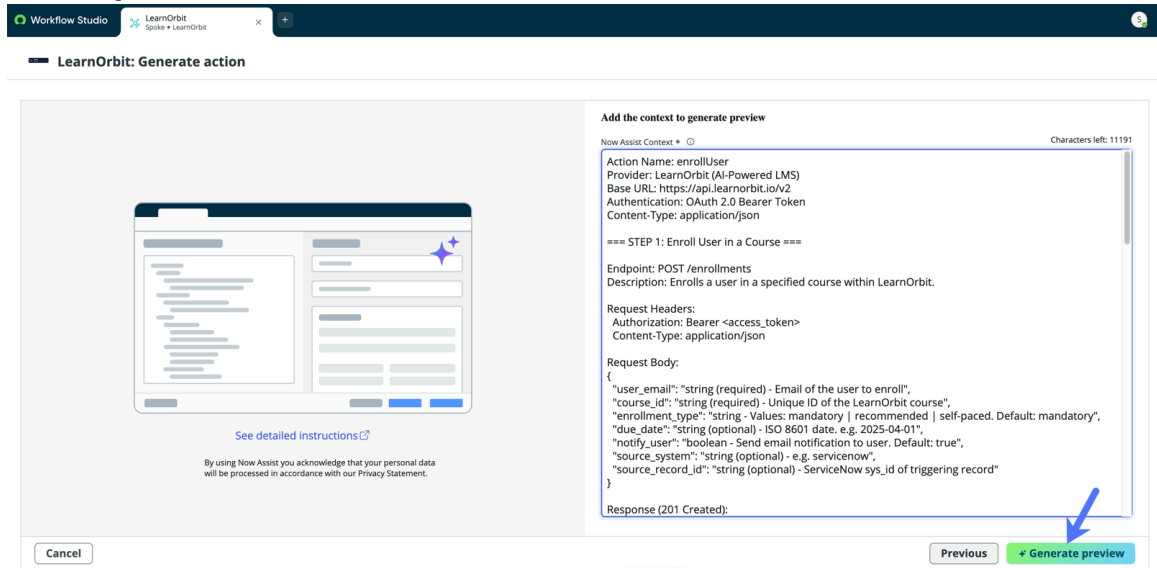 Workflow Studio
LearnOrbit
Spoke • LearnOrbit
×
+
S
LearnOrbit: Generate action
See detailed instructions
By using Now Assist you acknowledge that your personal data
will be processed in accordance with our Privacy Statement.
Add the context to generate preview
Now Assist Context *
Characters left: 11191
Action Name: enrollUser
Provider: LearnOrbit (AI-Powered LMS)
Base URL: https://api.learnorbit.io/v2
Authentication: OAuth 2.0 Bearer Token
Content-Type: application/json
=== STEP 1: Enroll User in a Course ===
Endpoint: POST /enrollments
Description: Enrolls a user in a specified course within LearnOrbit.
Request Headers:
Authorization: Bearer <access_token>
Content-Type: application/json
Request Body:
{
"user_email": "string (required) - Email of the user to enroll",
"course_id": "string (required) - Unique ID of the LearnOrbit course",
"enrollment_type": "string - Values: mandatory | recommended | self-paced. Default: mandatory",
"due_date": "string (optional) - ISO 8601 date. e.g. 2025-04-01",
"notify_user": "boolean - Send email notification to user. Default: true",
"source_system": "string (optional) - e.g. servicenow",
"source_record_id": "string (optional) - ServiceNow sys_id of triggering record"
}
Response (201 Created):
Cancel
Previous
Generate preview